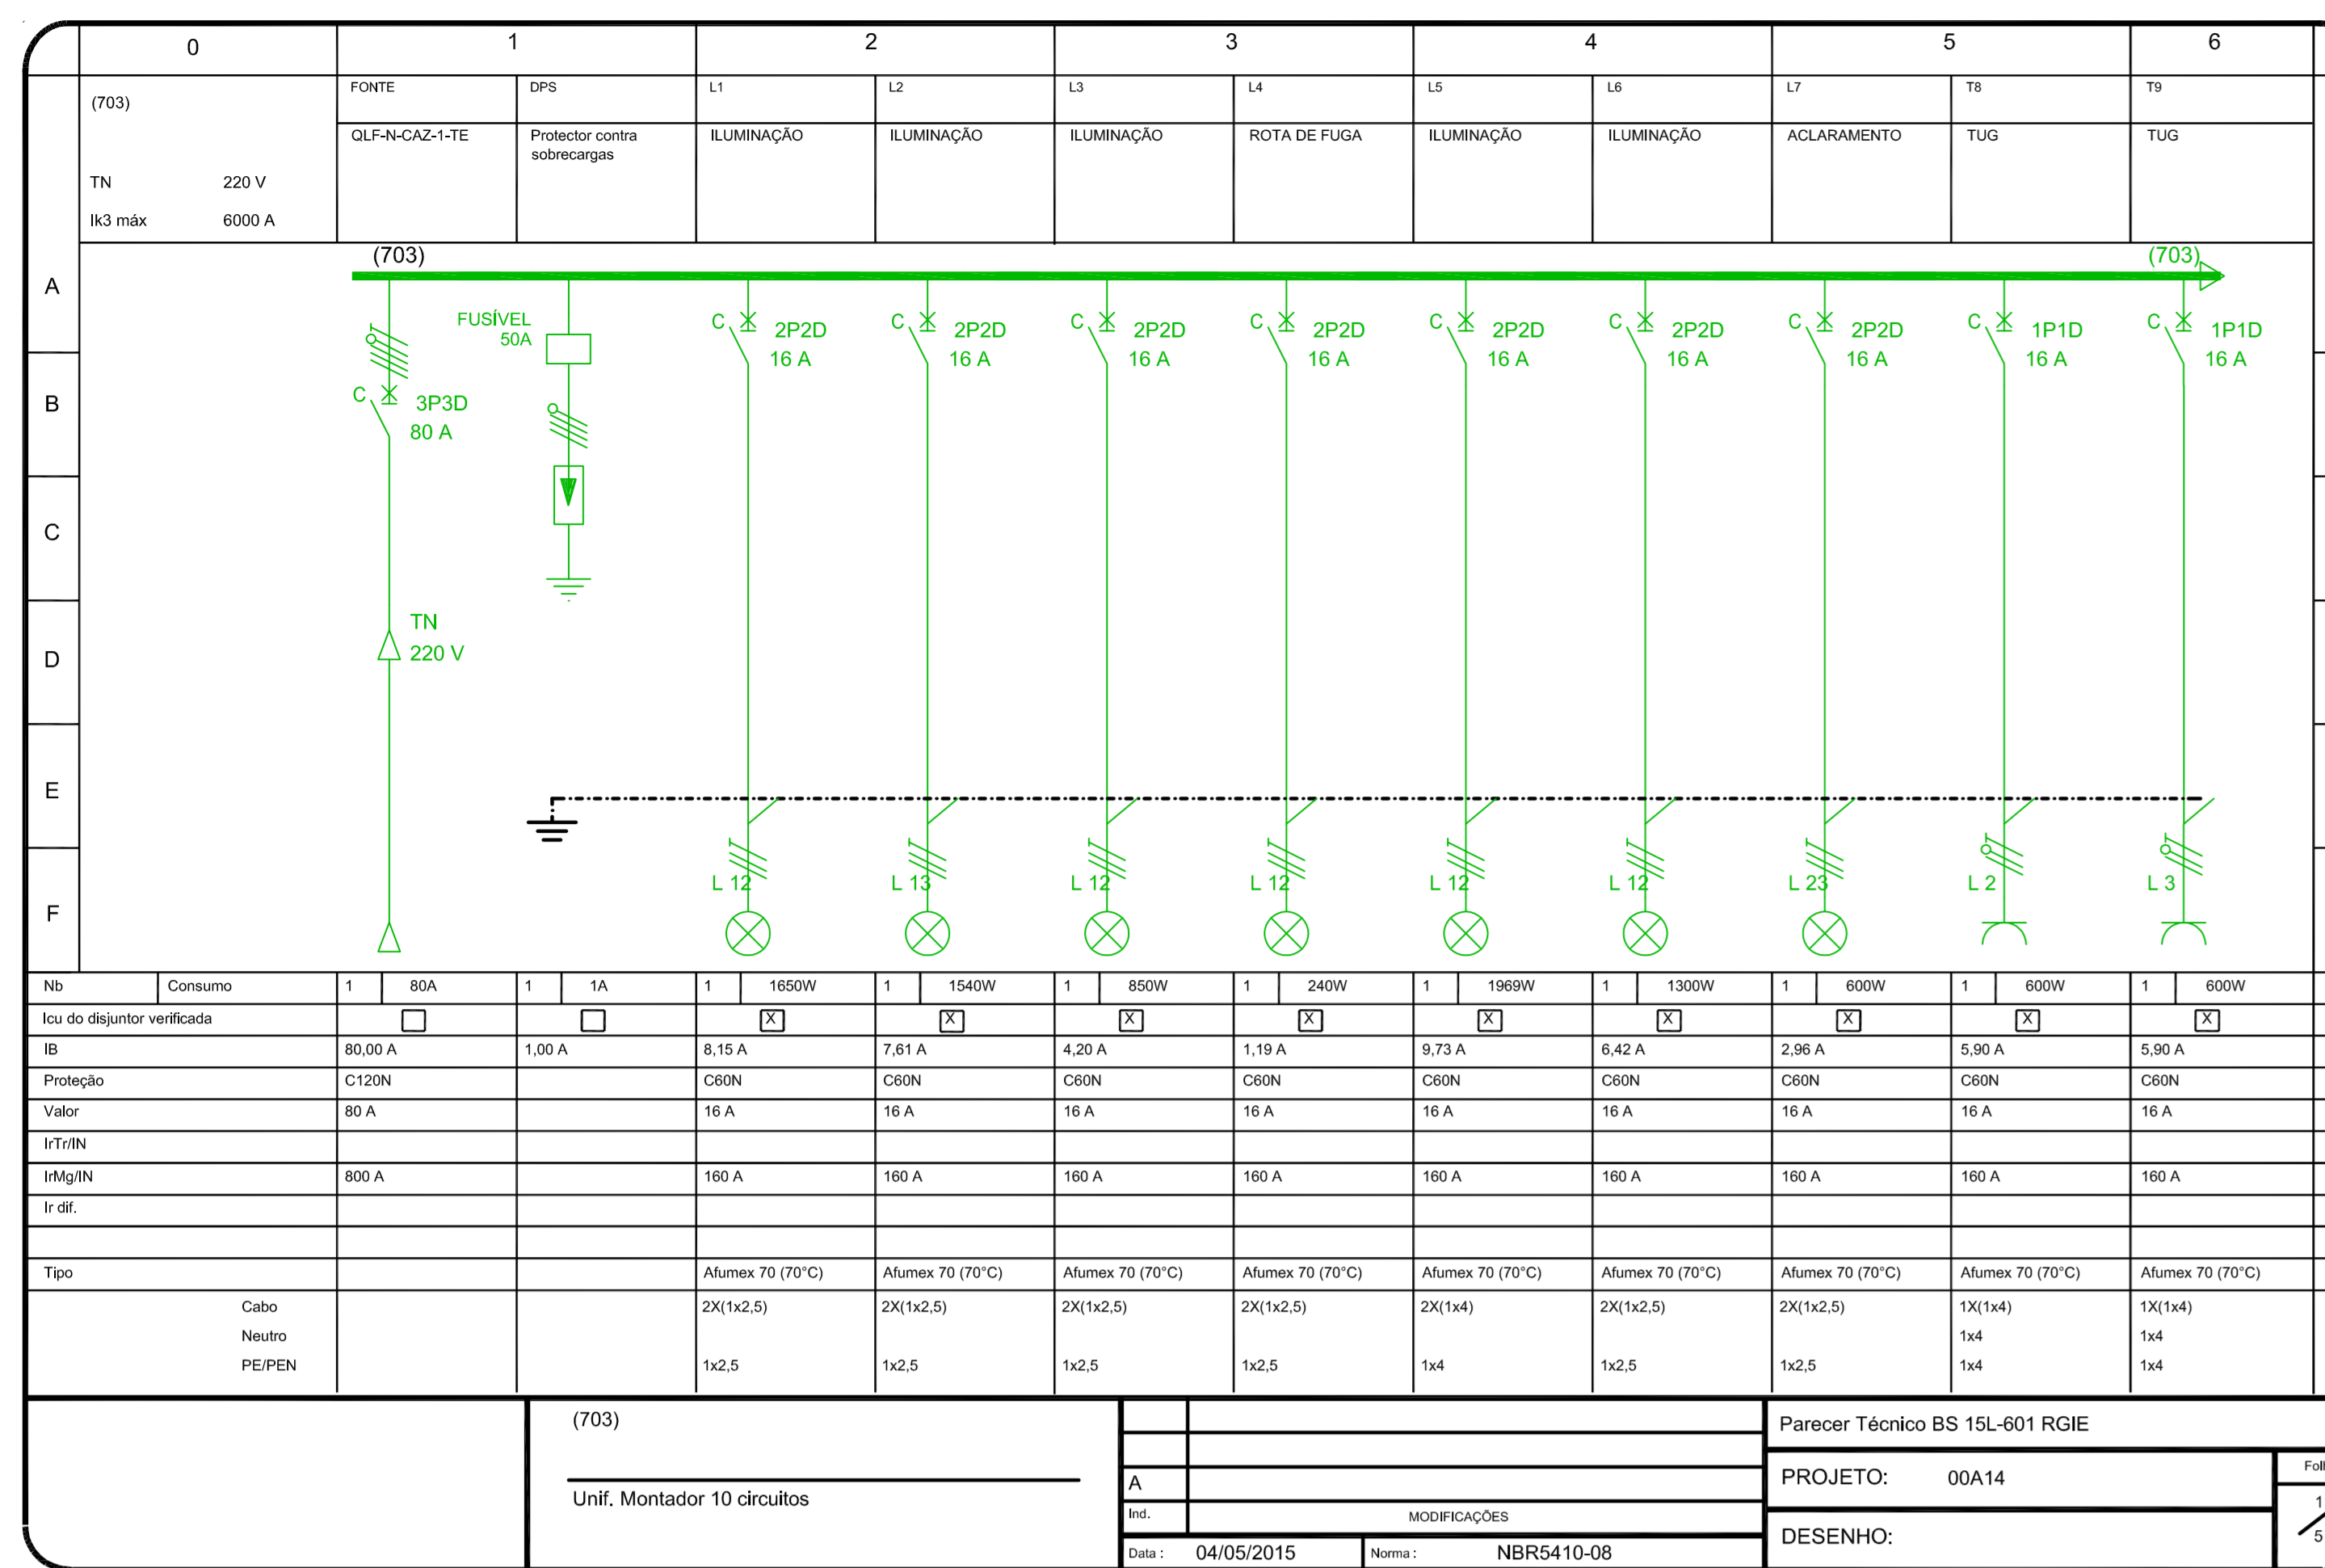 0 1 2 3 4 5 6
(703) FONTE DPS L1 L2 L3 L4 L5 L6 L7 T8 T9
QLF-N-CAZ-1-TE Protector contra ILUMINAÇÃO ILUMINAÇÃO ILUMINAÇÃO ROTA DE FUGA ILUMINAÇÃO ILUMINAÇÃO ACLARAMENTO TUG TUG
sobrecargas
TN 220 V
Ik3 máx 6000 A
(703) (703)
A
FUSÍVEL C 2P2D C 2P2D C 2P2D C 2P2D C 2P2D C 2P2D C 2P2D C 1P1D C 1P1D
50A 16 A 16 A 16 A 16 A 16 A 16 A 16 A 16 A 16 A
B C 3P3D
80 A
C
TN
D 220 V
E
L 12 L 13 L 12 L 12 L 12 L 12 L 23 L 2 L 3
F
Nb Consumo 1 80A 1 1A 1 1650W 1 1540W 1 850W 1 240W 1 1969W 1 1300W 1 600W 1 600W 1 600W
Icu do disjuntor verificada X X X X X X X X X
IB 80,00 A 1,00 A 8,15 A 7,61 A 4,20 A 1,19 A 9,73 A 6,42 A 2,96 A 5,90 A 5,90 A
Proteção C120N C60N C60N C60N C60N C60N C60N C60N C60N C60N
Valor 80 A 16 A 16 A 16 A 16 A 16 A 16 A 16 A 16 A 16 A
IrTr/IN
IrMg/IN 800 A 160 A 160 A 160 A 160 A 160 A 160 A 160 A 160 A 160 A
Ir dif.
Tipo Afumex 70 (70°C) Afumex 70 (70°C) Afumex 70 (70°C) Afumex 70 (70°C) Afumex 70 (70°C) Afumex 70 (70°C) Afumex 70 (70°C) Afumex 70 (70°C) Afumex 70 (70°C)
Cabo 2X(1x2,5) 2X(1x2,5) 2X(1x2,5) 2X(1x2,5) 2X(1x4) 2X(1x2,5) 2X(1x2,5) 1X(1x4) 1X(1x4)
Neutro 1x4 1x4
PE/PEN 1x2,5 1x2,5 1x2,5 1x2,5 1x4 1x2,5 1x2,5 1x4 1x4
(703)
Unif. Montador 10 circuitos
A
Ind. MODIFICAÇÕES
Data : 04/05/2015 Norma : NBR5410-08
Parecer Técnico BS 15L-601 RGIE
PROJETO: 00A14
DESENHO:
1
5